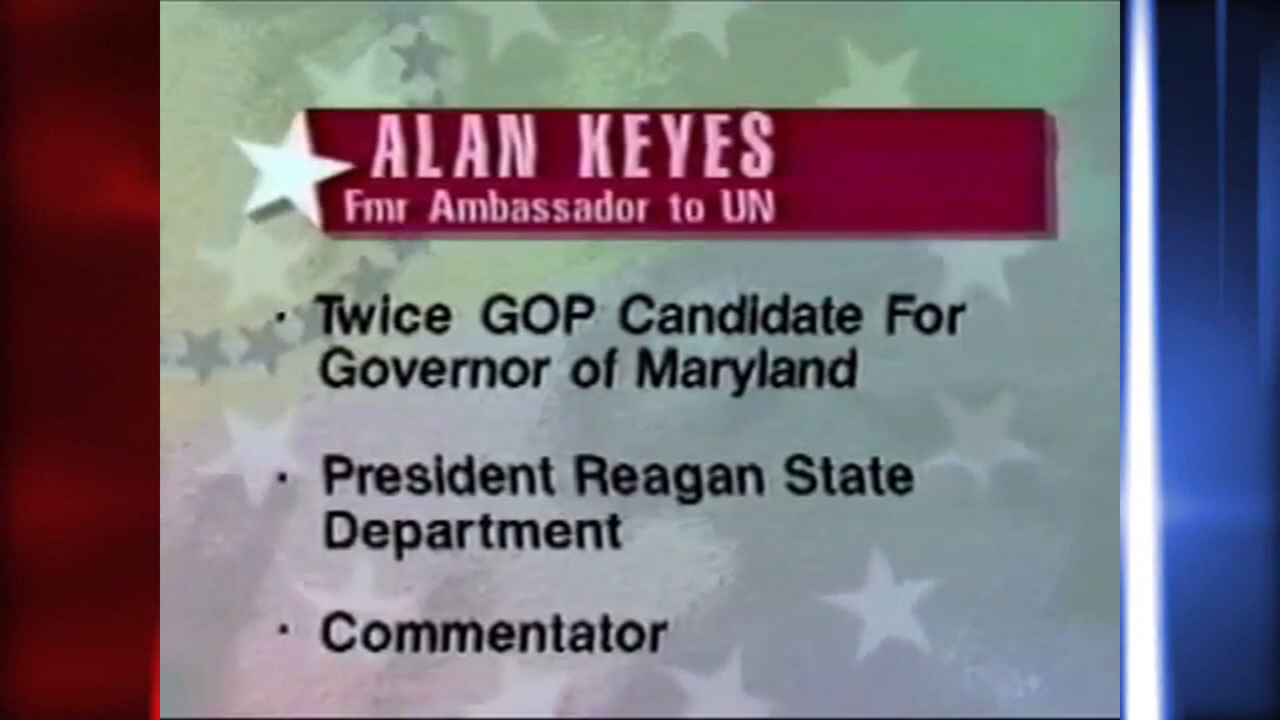 ALAN KEYES
Fmr Ambassador to UN
· Twice GOP Candidate For
Governor of Maryland
· President Reagan State
Department
· Commentator